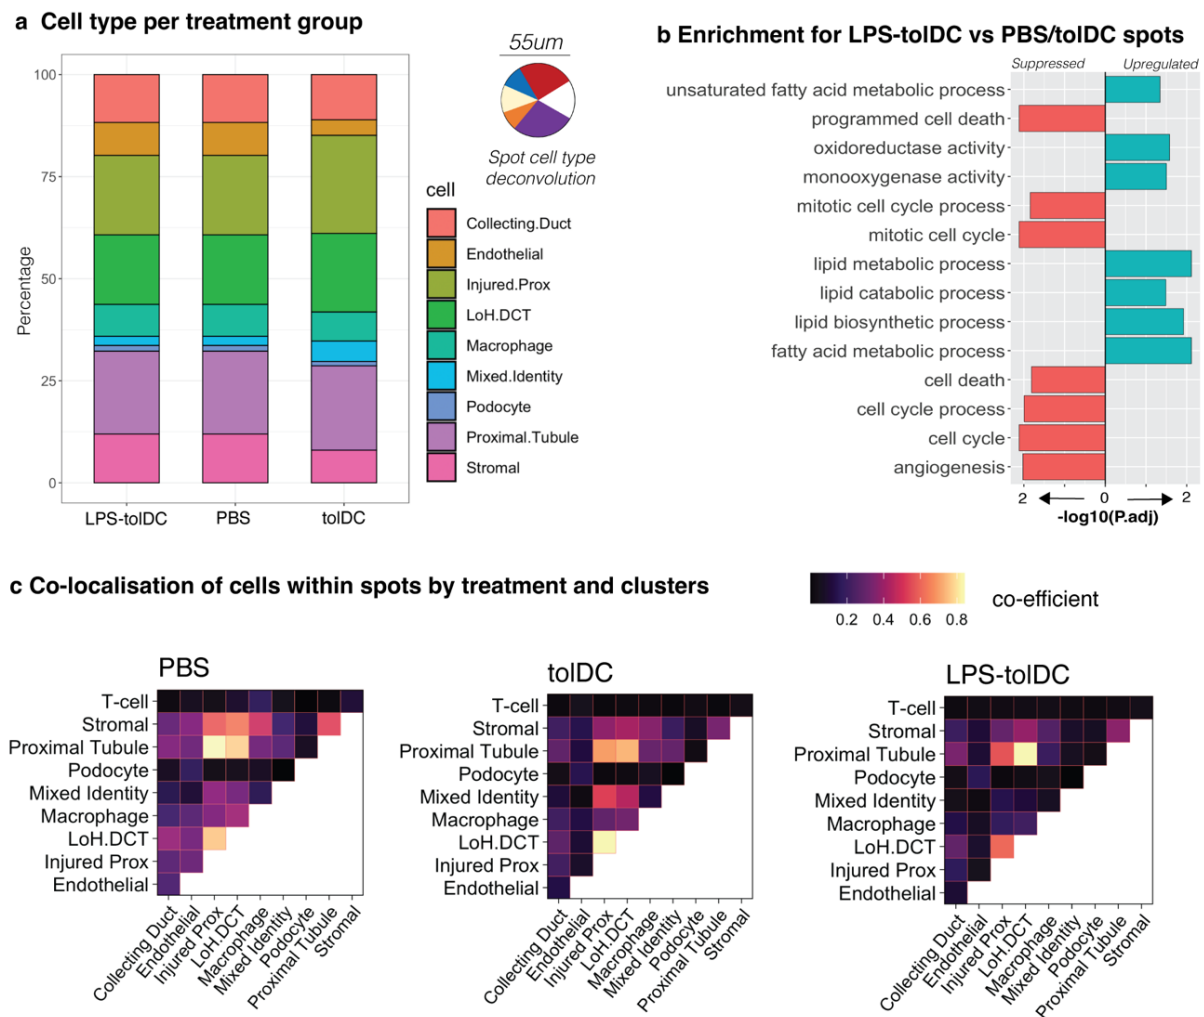 a Cell type per treatment group
100
75
50
25
0
Percentage
LPS-tolDC
PBS
tolDC
55um
Spot cell type
deconvolution
cell
Collecting.Duct
Endothelial
Injured.Prox
LoH.DCT
Macrophage
Mixed.Identity
Podocyte
Proximal.Tubule
Stromal
b Enrichment for LPS-tolDC vs PBS/tolDC spots
Suppressed
Upregulated
unsaturated fatty acid metabolic process
programmed cell death
oxidoreductase activity
monooxygenase activity
mitotic cell cycle process
mitotic cell cycle
lipid metabolic process
lipid catabolic process
lipid biosynthetic process
fatty acid metabolic process
cell death
cell cycle process
cell cycle
angiogenesis
2 0 2
-log10(P.adj)
c Co-localisation of cells within spots by treatment and clusters
0.2 0.4 0.6 0.8
co-efficient
PBS
T-cell
Stromal
Proximal Tubule
Podocyte
Mixed Identity
Macrophage
LoH.DCT
Injured Prox
Endothelial
Collecting Duct
Endothelial
Injured Prox
LoH.DCT
Macrophage
Mixed Identity
Podocyte
Proximal Tubule
Stromal
tolDC
T-cell
Stromal
Proximal Tubule
Podocyte
Mixed Identity
Macrophage
LoH.DCT
Injured Prox
Endothelial
Collecting Duct
Endothelial
Injured Prox
LoH.DCT
Macrophage
Mixed Identity
Podocyte
Proximal Tubule
Stromal
LPS-tolDC
T-cell
Stromal
Proximal Tubule
Podocyte
Mixed Identity
Macrophage
LoH.DCT
Injured Prox
Endothelial
Collecting Duct
Endothelial
Injured Prox
LoH.DCT
Macrophage
Mixed Identity
Podocyte
Proximal Tubule
Stromal